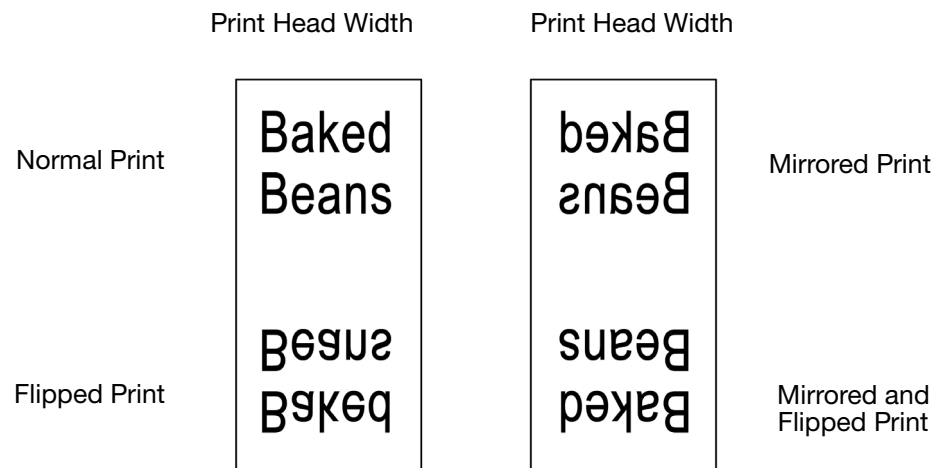 Print Head Width
Print Head Width
Normal Print
Baked
Beans
Baked
Beans
Mirrored Print
Flipped Print
Beans
Baked
Beans
Baked
Mirrored and
Flipped Print